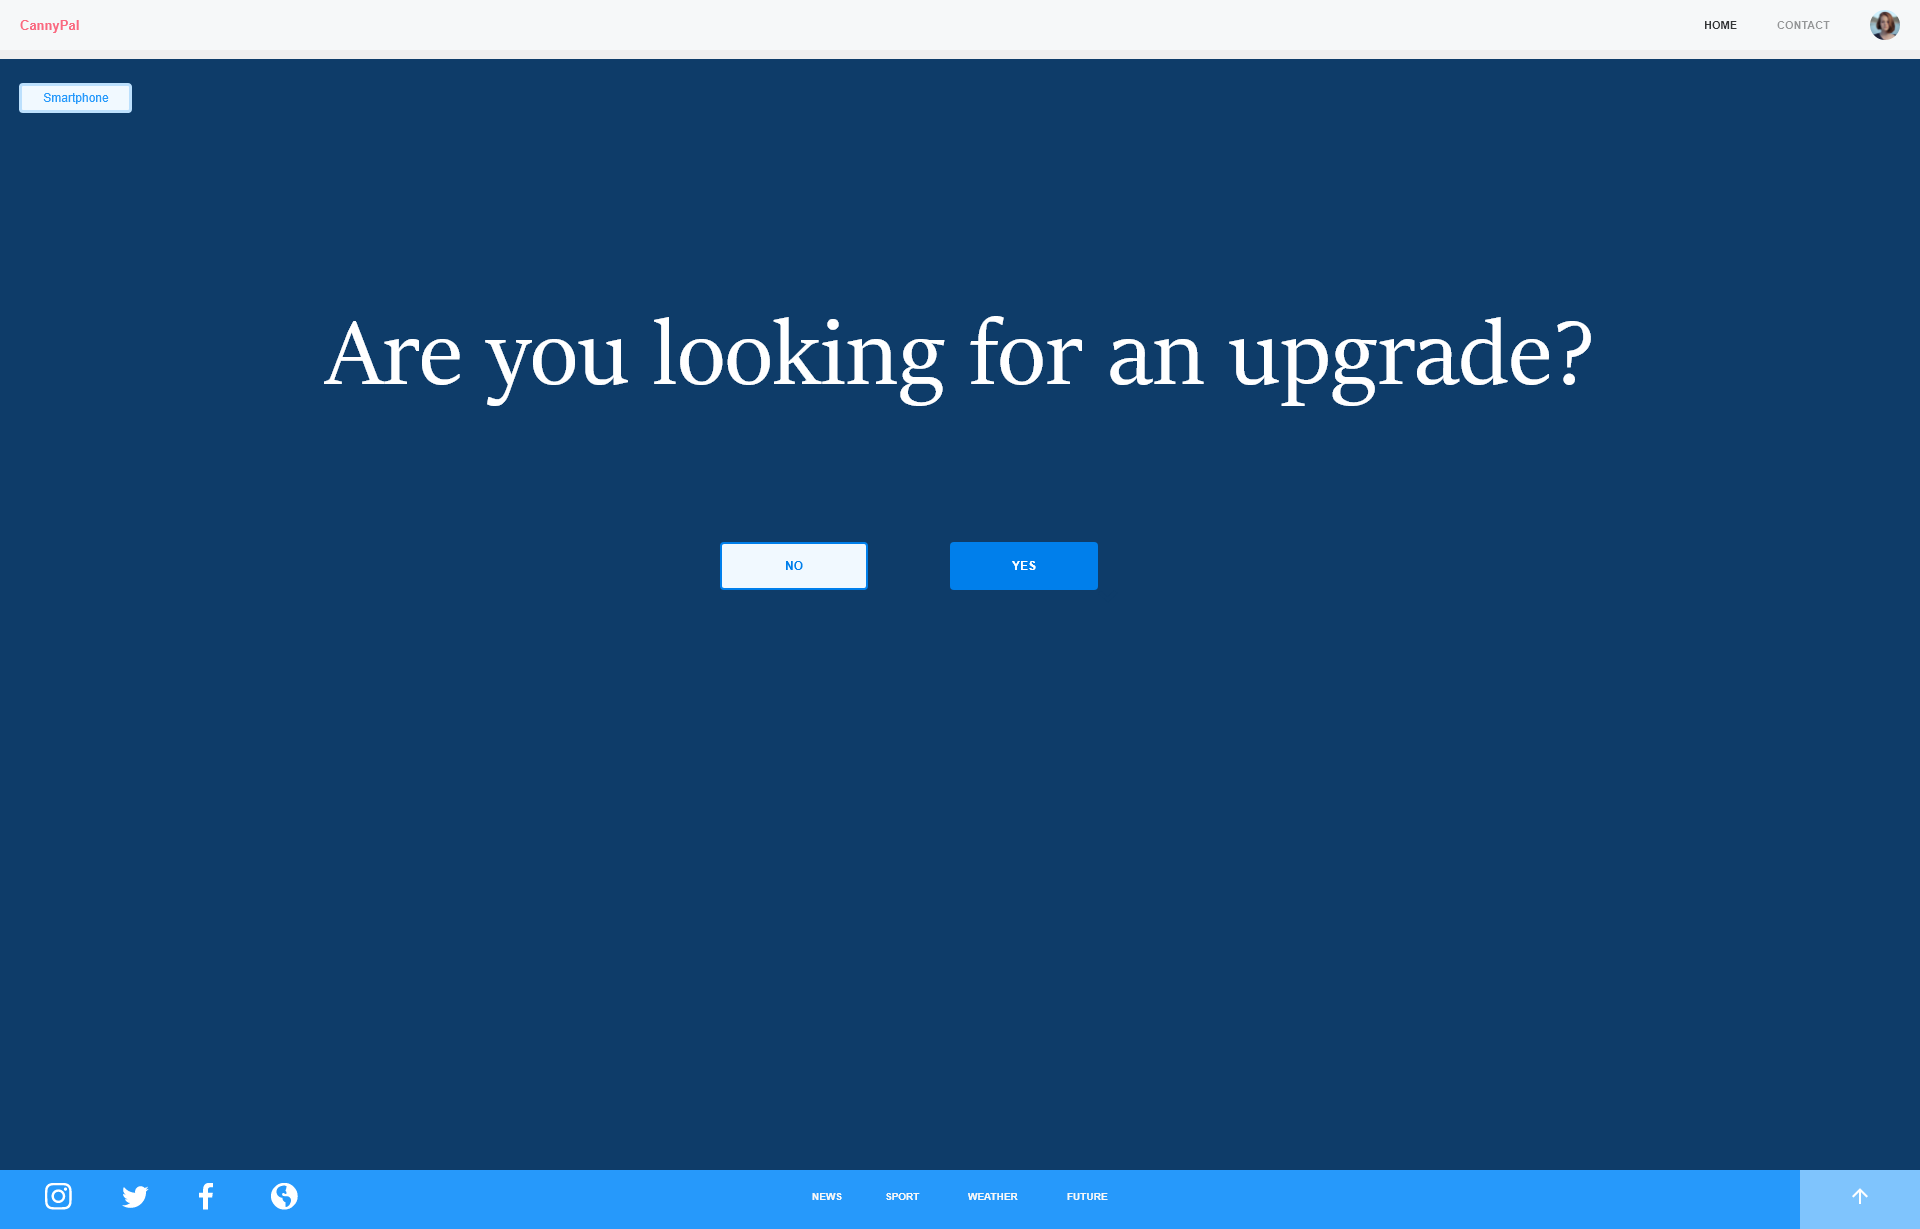 CannyPal
HOME
CONTACT
Smartphone
Are you looking for an upgrade?
NO
YES
NEWS
SPORT
WEATHER
FUTURE